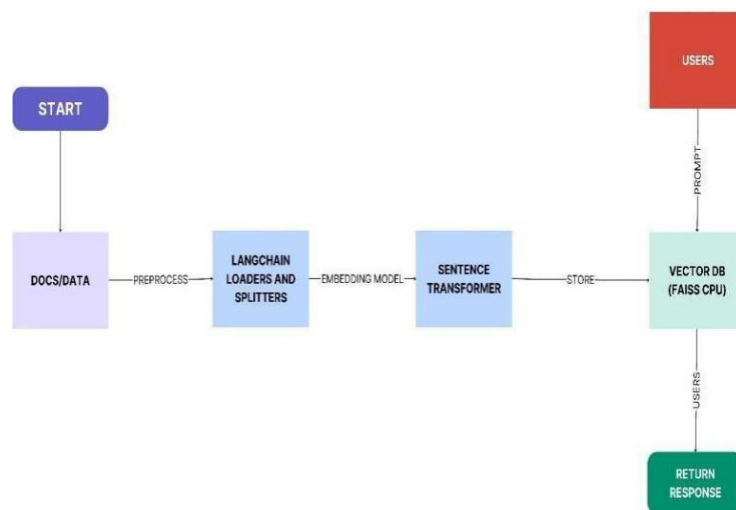 USERS
START
PROMPT
DOCS/DATA
PREPROCESS
LANGCHAIN
LOADERS AND
SPLITTERS
EMBEDDING MODEL
SENTENCE
TRANSFORMER
STORE
VECTOR DB
(FAISS CPU)
USERS
RETURN
RESPONSE